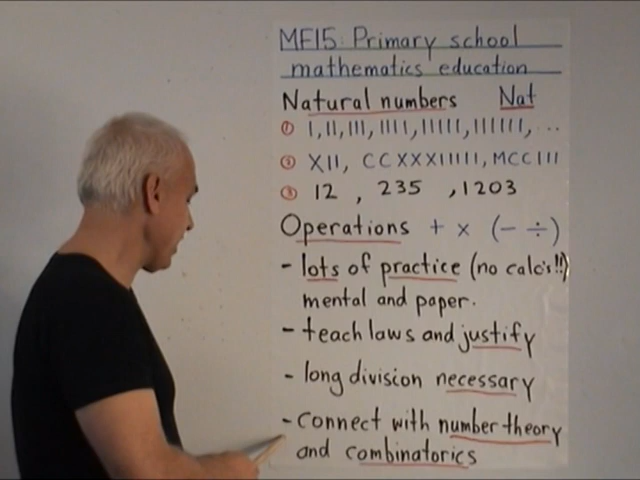 MF15: Primary school
mathematics education
Natural numbers Nat
① I, II, III, IIII, IIIII, IIIIII, ...
② XII, CCXXXIIIII, MCCIII
③ 12, 235, 1203
Operations + × (− ÷)
- lots of practice (no calc's!!)
mental and paper.
- teach laws and justify
- long division necessary
- connect with number theory
and combinatorics